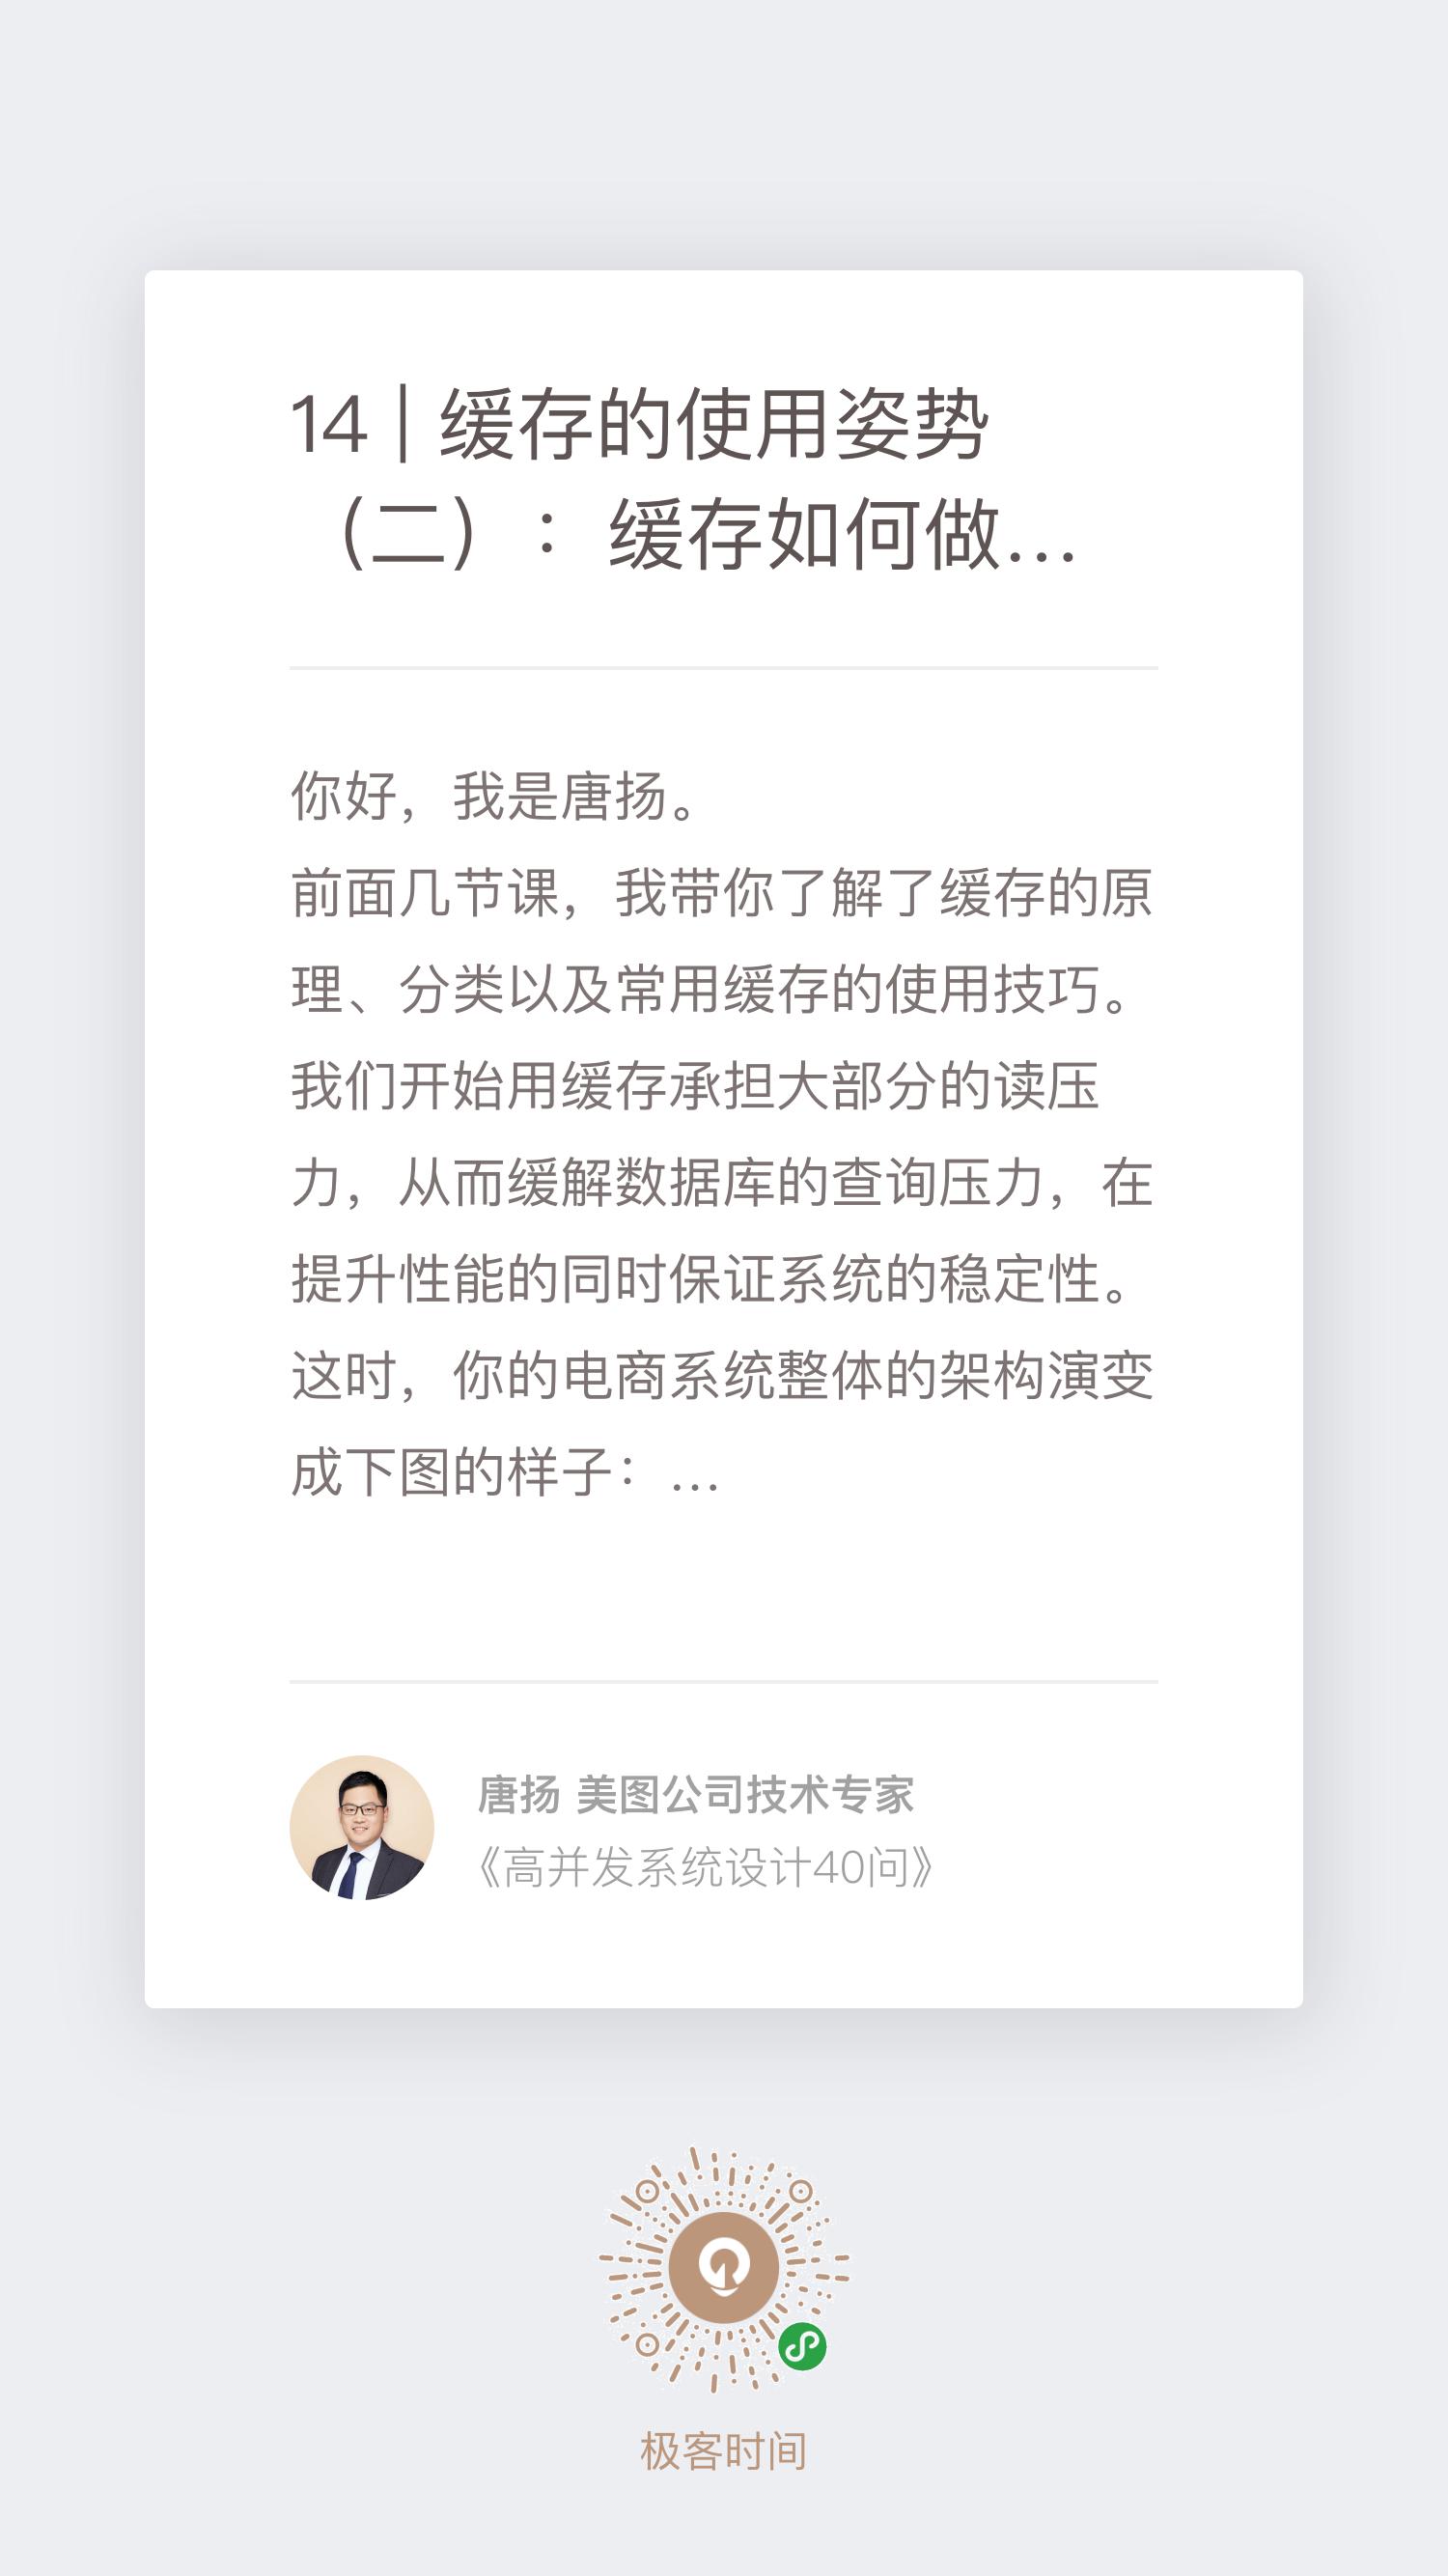 14 | 缓存的使用姿势
（二）：缓存如何做…
你好，我是唐扬。
前面几节课，我带你了解了缓存的原
理、分类以及常用缓存的使用技巧。
我们开始用缓存承担大部分的读压
力，从而缓解数据库的查询压力，在
提升性能的同时保证系统的稳定性。
这时，你的电商系统整体的架构演变
成下图的样子：…
唐扬 美图公司技术专家
《高并发系统设计40问》
极客时间